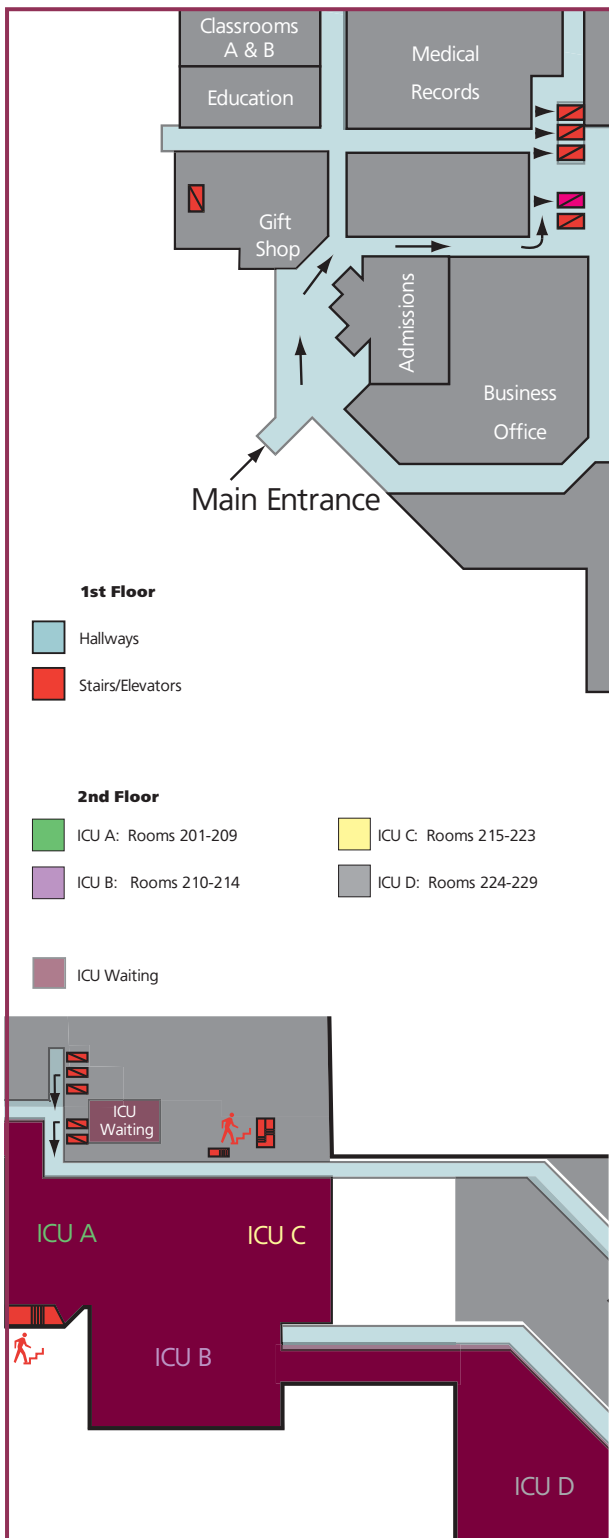 Classrooms
A & B
Medical
Records
Education
Gift
Shop
Admissions
Business
Office
Main Entrance
1st Floor
Hallways
Stairs/Elevators
2nd Floor
ICU A: Rooms 201-209
ICU C: Rooms 215-223
ICU B: Rooms 210-214
ICU D: Rooms 224-229
ICU Waiting
ICU
Waiting
ICU A
ICU C
ICU B
ICU D